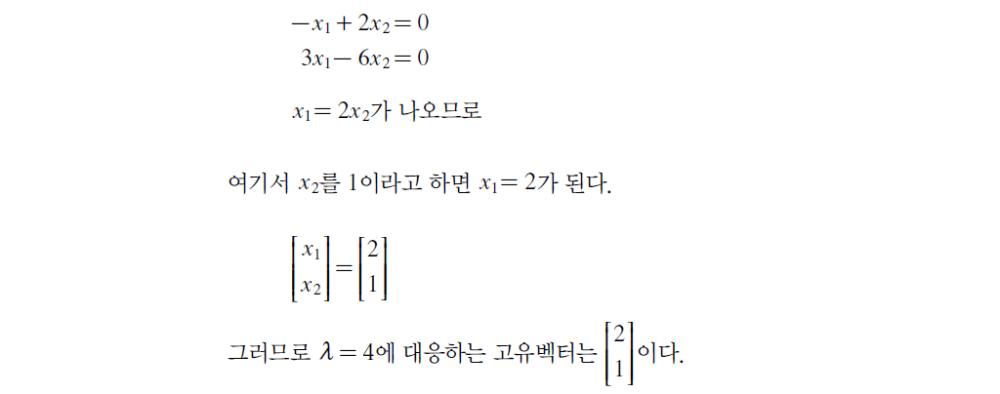 −x₁ + 2x₂ = 0
3x₁ − 6x₂ = 0
x₁ = 2x₂가 나오므로
여기서 x₂를 1이라고 하면 x₁ = 2가 된다.
[x₁ x₂] = [2 1]
그러므로 λ = 4에 대응하는 고유벡터는 [2 1]이다.